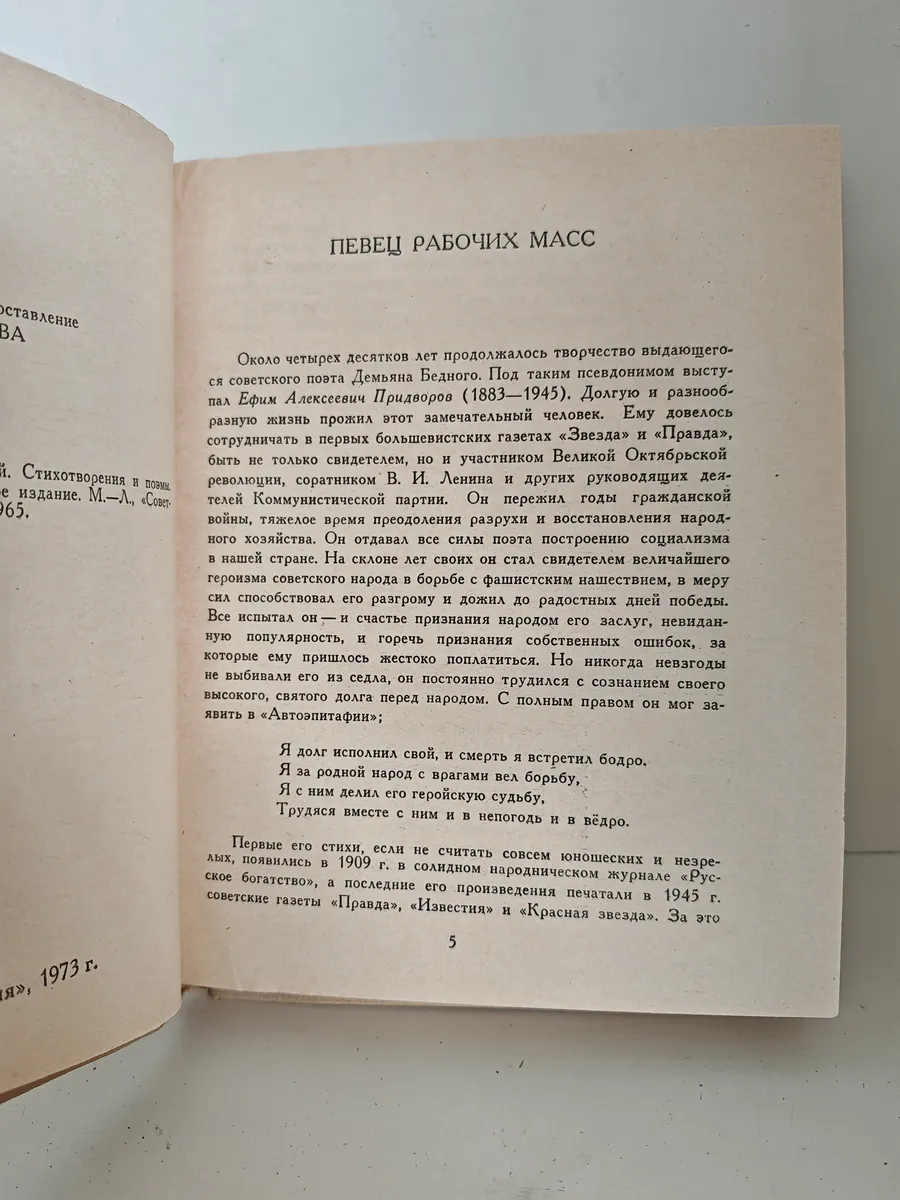 оставление
ВА
й. Стихотворения и поэмы.
е издание. М.—Л., «Совет-
965.
ия», 1973 г.
ПЕВЕЦ РАБОЧИХ МАСС
Около четырех десятков лет продолжалось творчество выдающего-
ся советского поэта Демьяна Бедного. Под таким псевдонимом высту-
пал Ефим Алексеевич Придворов (1883—1945). Долгую и разнооб-
разную жизнь прожил этот замечательный человек. Ему довелось
сотрудничать в первых большевистских газетах «Звезда» и «Правда»,
быть не только свидетелем, но и участником Великой Октябрьской
революции, соратником В. И. Ленина и других руководящих дея-
телей Коммунистической партии. Он пережил годы гражданской
войны, тяжелое время преодоления разрухи и восстановления народ-
ного хозяйства. Он отдавал все силы поэта построению социализма
в нашей стране. На склоне лет своих он стал свидетелем величайшего
героизма советского народа в борьбе с фашистским нашествием, в меру
сил способствовал его разгрому и дожил до радостных дней победы.
Все испытал он — и счастье признания народом его заслуг, невидан-
ную популярность, и горечь признания собственных ошибок, за
которые ему пришлось жестоко поплатиться. Но никогда невзгоды
не выбивали его из седла, он постоянно трудился с сознанием своего
высокого, святого долга перед народом. С полным правом он мог за-
явить в «Автоэпитафии»;
Я долг исполнил свой, и смерть я встретил бодро.
Я за родной народ с врагами вел борьбу,
Я с ним делил его геройскую судьбу,
Трудяся вместе с ним и в непогодь и в вёдро.
Первые его стихи, если не считать совсем юношеских и незре-
лых, появились в 1909 г. в солидном народническом журнале «Рус-
ское богатство», а последние его произведения печатали в 1945 г.
советские газеты «Правда», «Известия» и «Красная звезда». За это
5